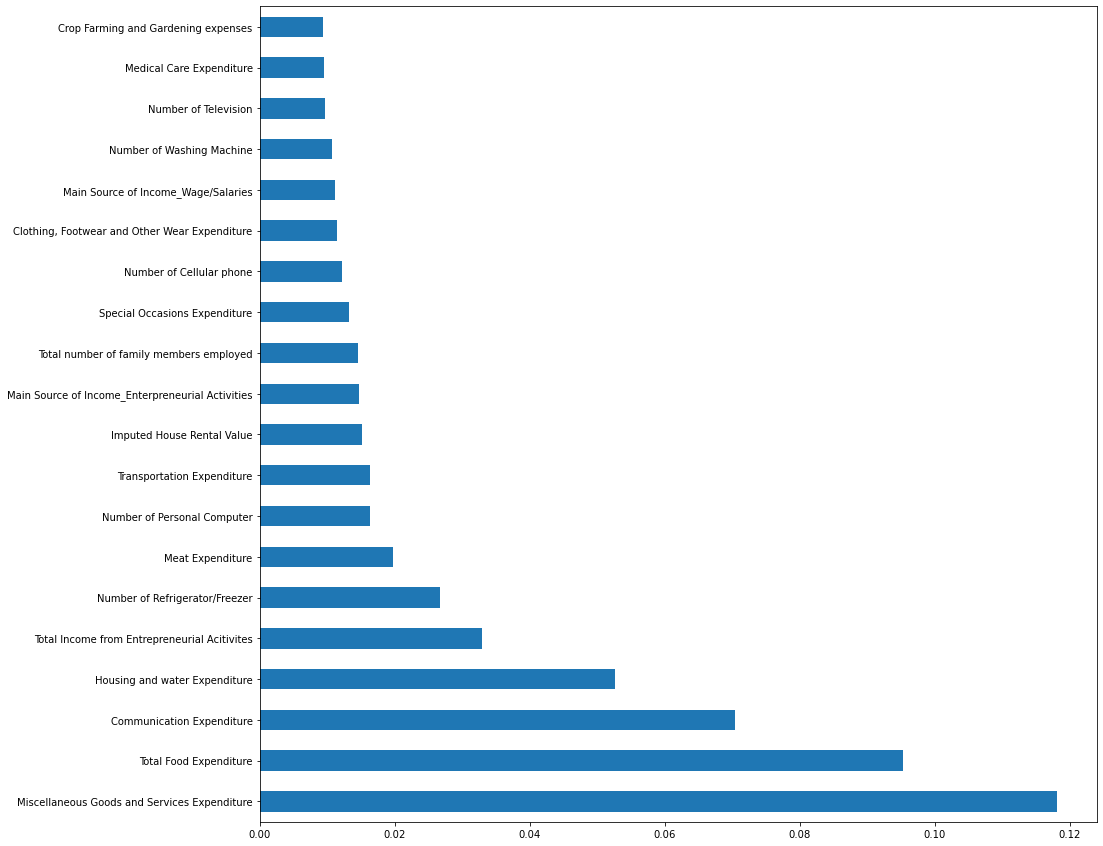 Crop Farming and Gardening expenses
Medical Care Expenditure
Number of Television
Number of Washing Machine
Main Source of Income_Wage/Salaries
Clothing, Footwear and Other Wear Expenditure
Number of Cellular phone
Special Occasions Expenditure
Total number of family members employed
Main Source of Income_Enterpreneurial Activities
Imputed House Rental Value
Transportation Expenditure
Number of Personal Computer
Meat Expenditure
Number of Refrigerator/Freezer
Total Income from Entrepreneurial Acitivites
Housing and water Expenditure
Communication Expenditure
Total Food Expenditure
Miscellaneous Goods and Services Expenditure
0.00 0.02 0.04 0.06 0.08 0.10 0.12